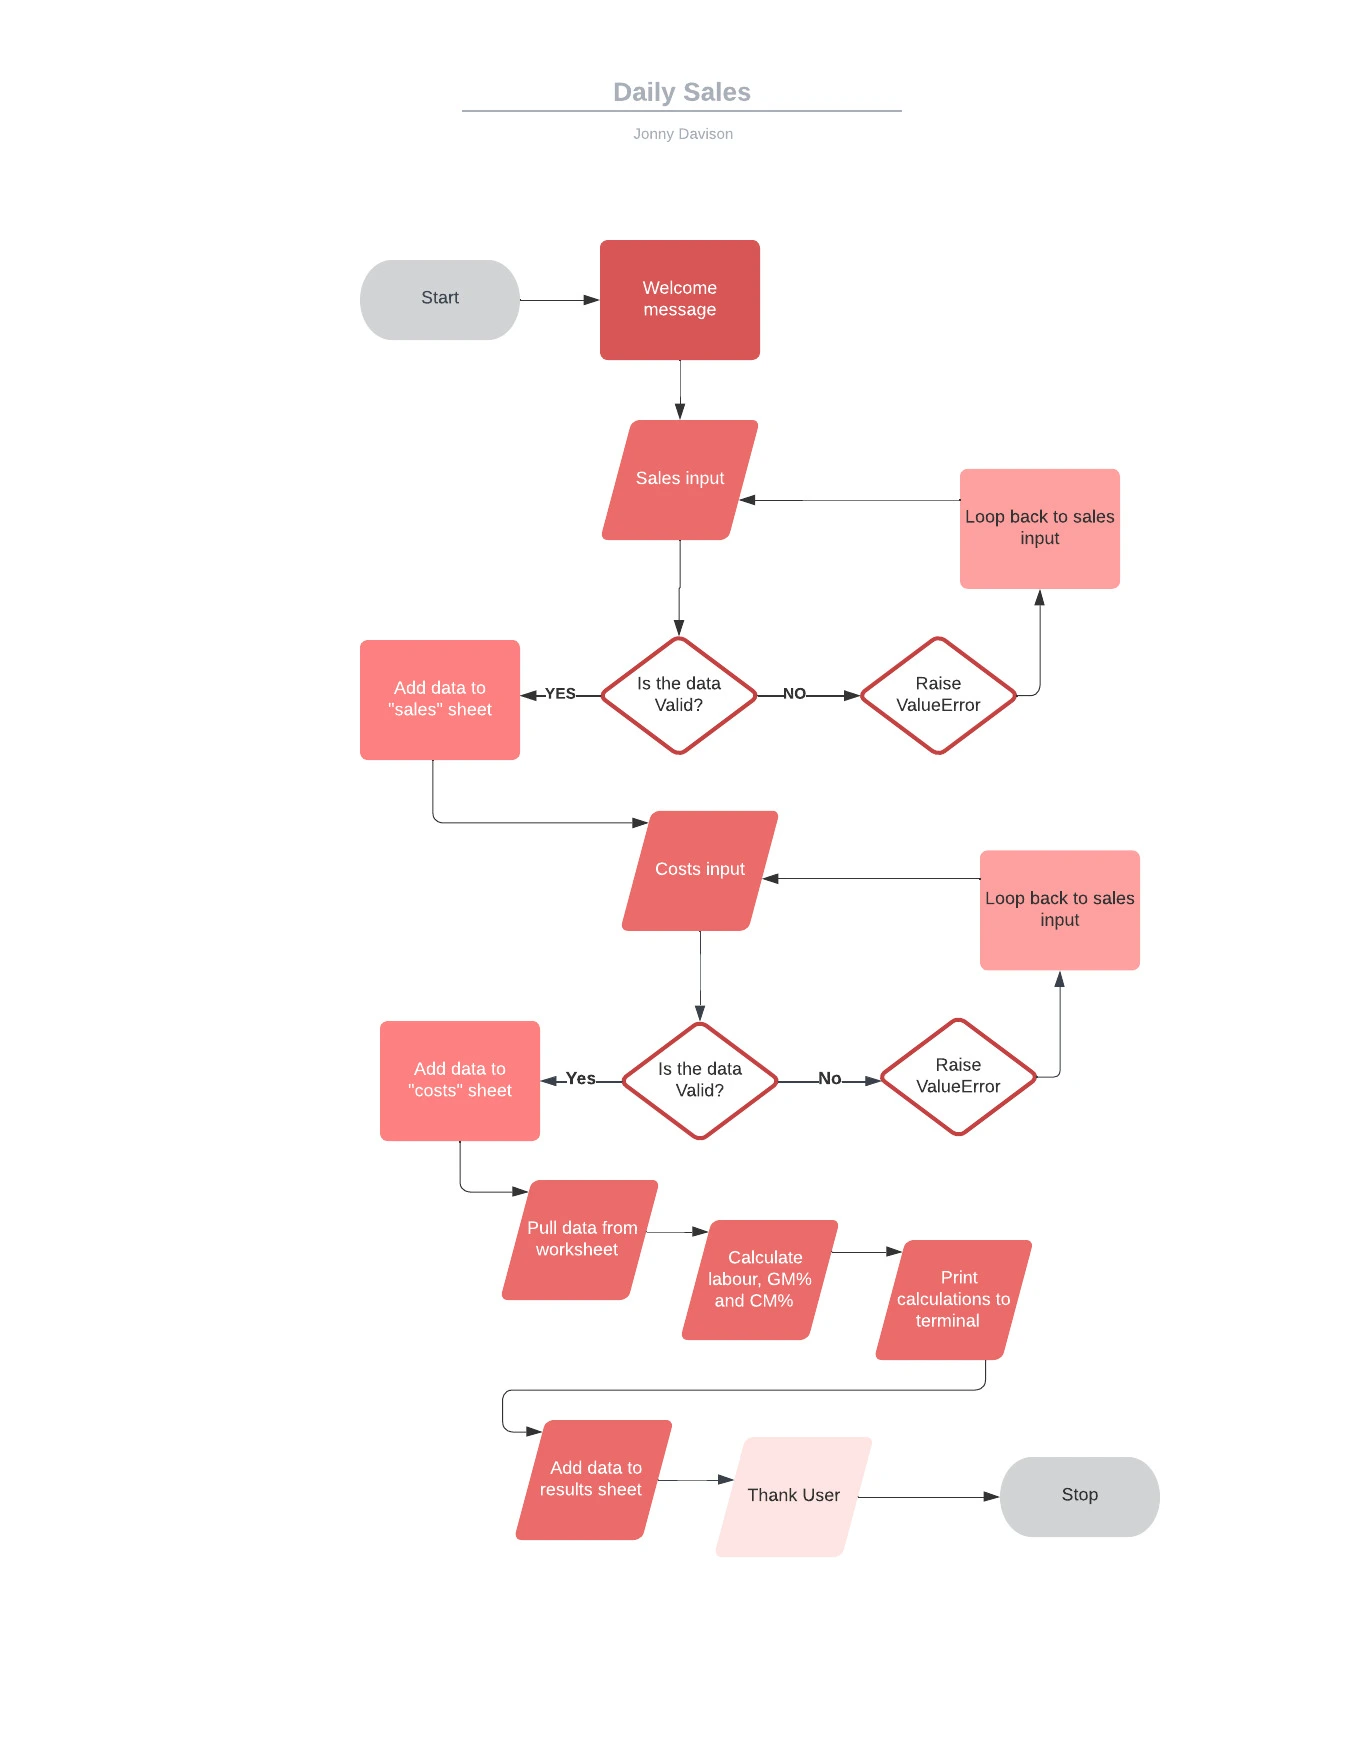 Daily Sales
Jonny Davison
Start
Welcome
message
Sales input
Loop back to sales
input
Add data to
"sales" sheet
YES
Is the data
Valid?
NO
Raise
ValueError
Costs input
Loop back to sales
input
Add data to
"costs" sheet
Yes
Is the data
Valid?
No
Raise
ValueError
Pull data from
worksheet
Calculate
labour, GM%
and CM%
Print
calculations to
terminal
Add data to
results sheet
Thank User
Stop